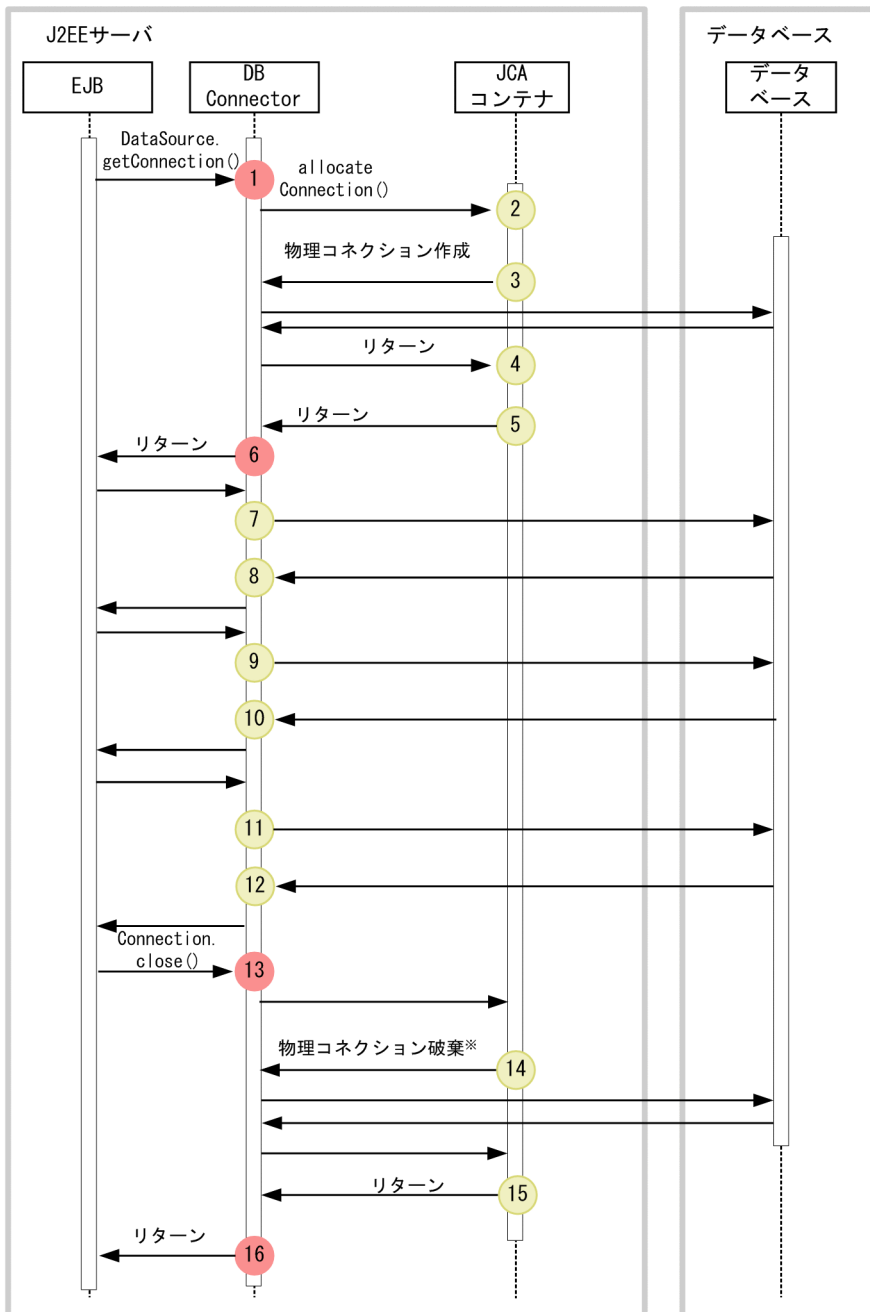 J2EEサーバ
データベース
EJB
DB
Connector
JCA
コンテナ
データ
ベース
DataSource.
getConnection()
1
allocate
Connection()
2
物理コネクション作成
3
リターン
4
リターン
5
リターン
6
7
8
9
10
11
12
Connection.
close()
13
物理コネクション破棄※
14
リターン
15
リターン
16